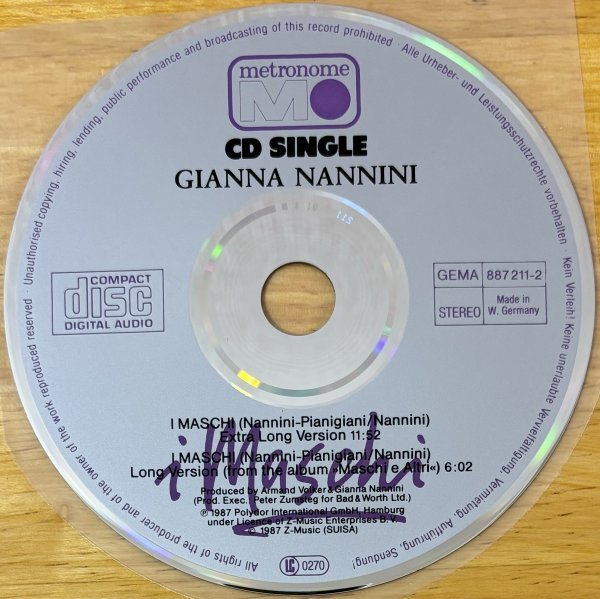 metronome
MO
CD SINGLE
GIANNA NANNINI
COMPACT
disc
DIGITAL AUDIO
GEMA 887 211-2
STEREO Made in W. Germany
I MASCHI (Nannini-Pianigiani/Nannini)
Extra Long Version 11:52
I MASCHI (Nannini-Pianigiani/Nannini)
Long Version (from the album »Maschi e Altri«) 6:02
i Maschi
Produced by Armand Volker & Gianna Nannini
(Prod. Exec.: Peter Zumsteg for Bad & Worth Ltd.)
℗ 1987 Polydor International GmbH, Hamburg
under Licence of Z-Music Enterprises B. V.
© 1987 Z-Music (SUISA)
LC 0270
All rights of the producer and of the owner of the work reproduced reserved · Unauthorised copying, hiring, lending, public performance and broadcasting of this record prohibited · Alle Urheber- und Leistungsschutzrechte vorbehalten · Kein Verleih! Keine unerlaubte Vervielfältigung, Vermietung, Aufführung, Sendung!